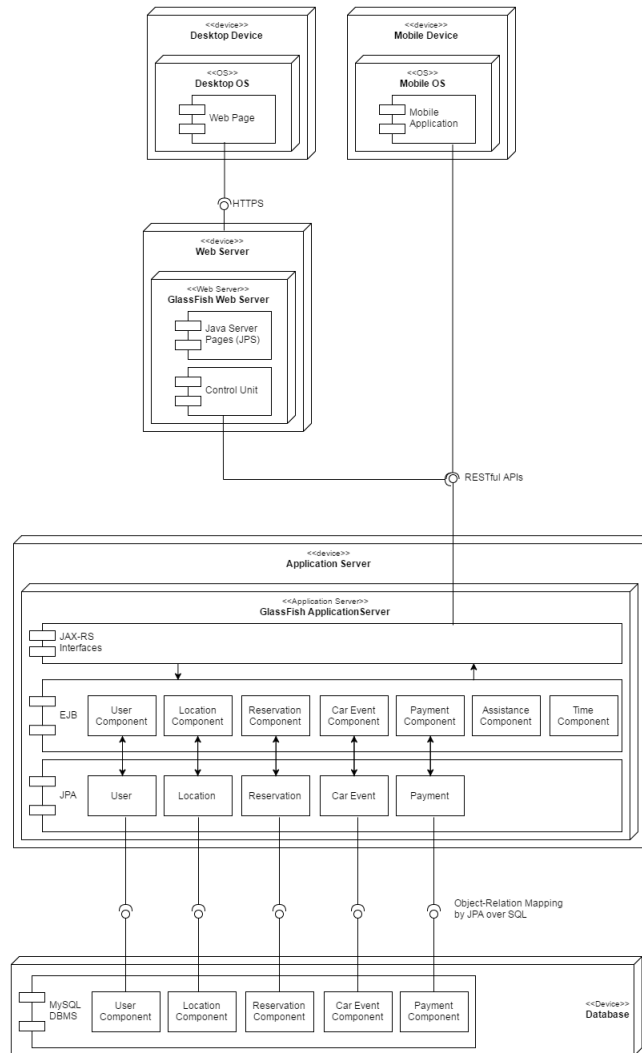 <<device>>
Desktop Device
<<OS>>
Desktop OS
Web Page
<<device>>
Mobile Device
<<OS>>
Mobile OS
Mobile
Application
HTTPS
<<device>>
Web Server
<<Web Server>>
GlassFish Web Server
Java Server
Pages (JPS)
Control Unit
RESTful APIs
<<device>>
Application Server
<<Application Server>>
GlassFish ApplicationServer
JAX-RS
Interfaces
EJB
User
Component
Location
Component
Reservation
Component
Car Event
Component
Payment
Component
Assistance
Component
Time
Component
JPA
User
Location
Reservation
Car Event
Payment
Object-Relation Mapping
by JPA over SQL
MySQL
DBMS
User
Component
Location
Component
Reservation
Component
Car Event
Component
Payment
Component
<<Device>>
Database